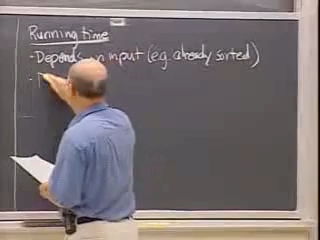 Running time
- Depends on input (e.g. already sorted)
-